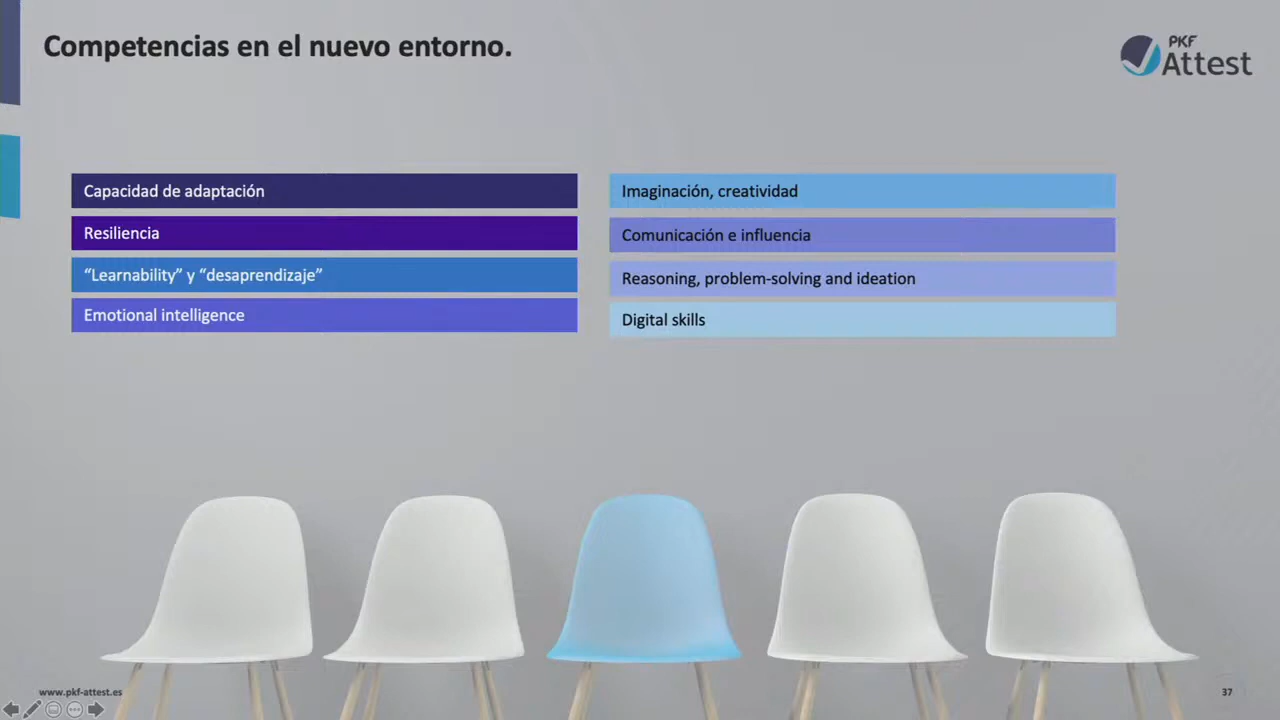 Competencias en el nuevo entorno.
PKF
Attest
Capacidad de adaptación
Resiliencia
“Learnability” y “desaprendizaje”
Emotional intelligence
Imaginación, creatividad
Comunicación e influencia
Reasoning, problem-solving and ideation
Digital skills
www.pkf-attest.es
37